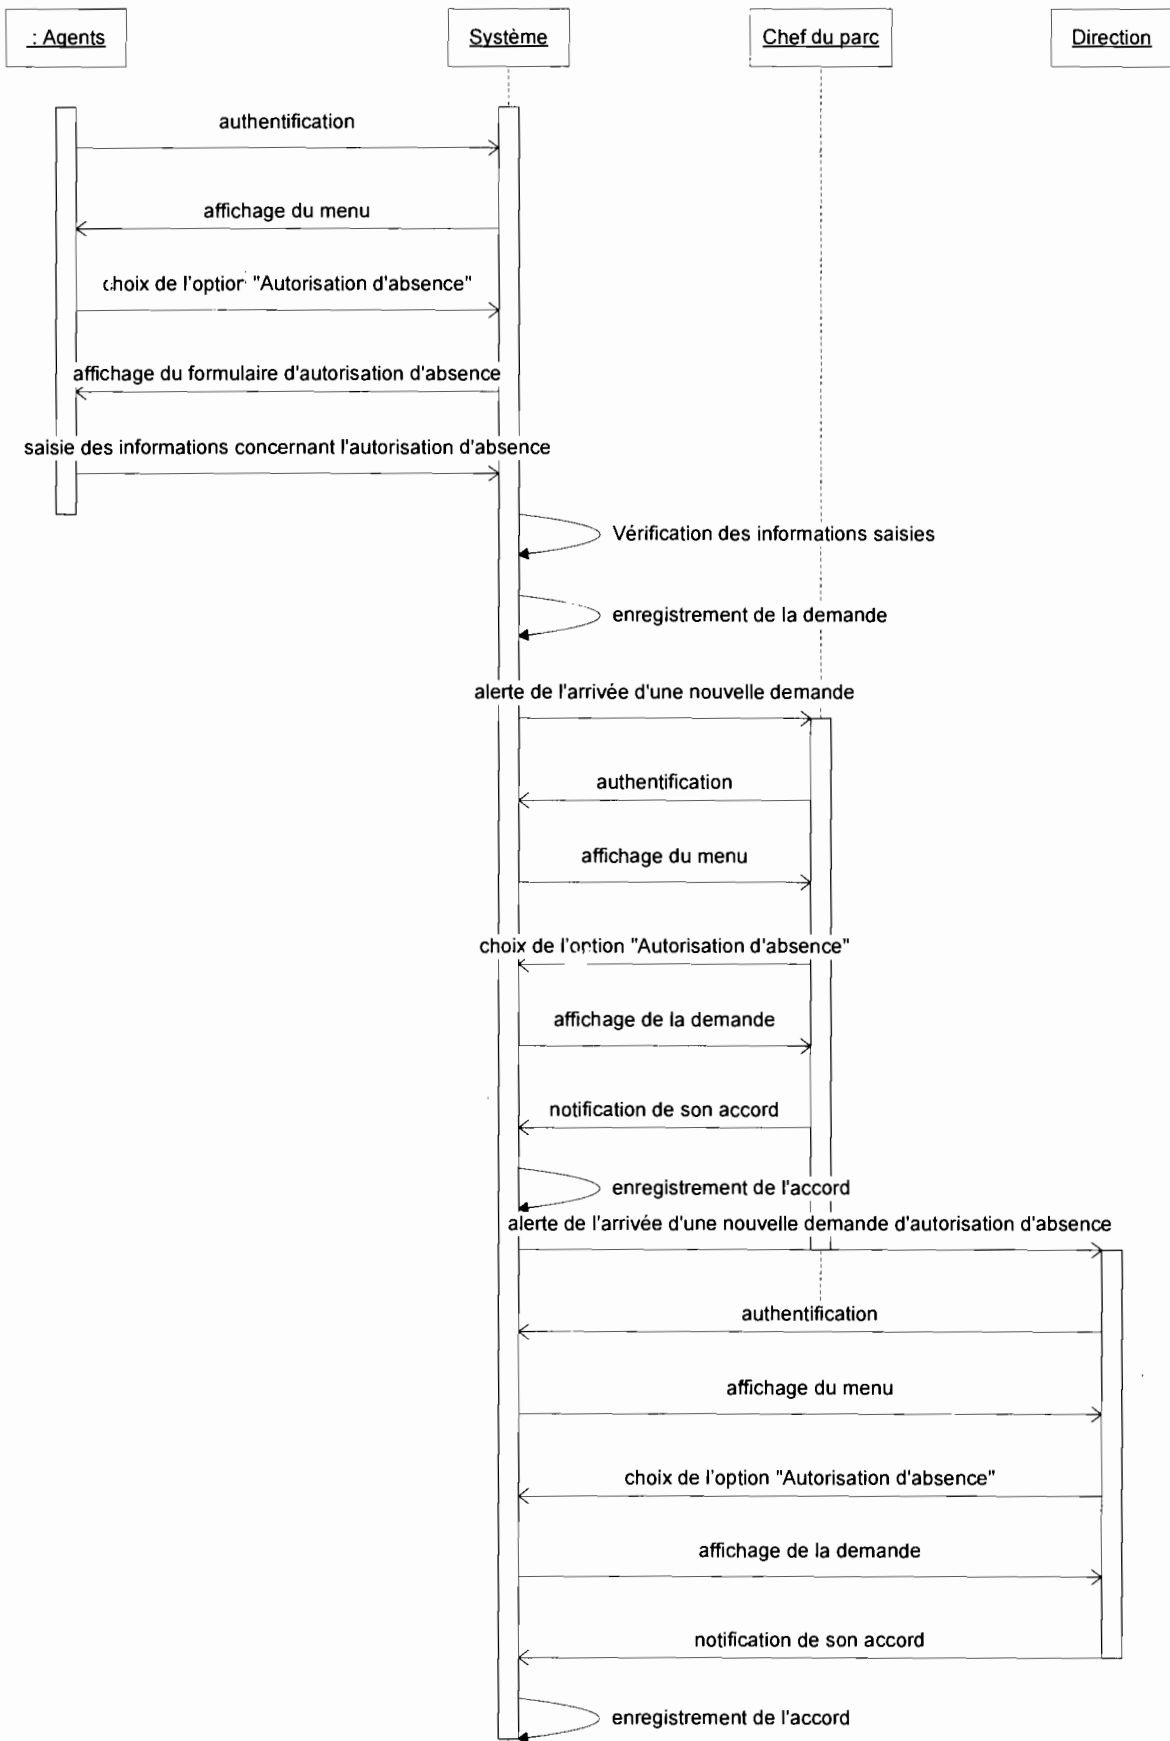 : Agents
Système
Chef du parc
Direction
authentification
affichage du menu
choix de l'option "Autorisation d'absence"
affichage du formulaire d'autorisation d'absence
saisie des informations concernant l'autorisation d'absence
Vérification des informations saisies
enregistrement de la demande
alerte de l'arrivée d'une nouvelle demande
authentification
affichage du menu
choix de l'option "Autorisation d'absence"
affichage de la demande
notification de son accord
enregistrement de l'accord
alerte de l'arrivée d'une nouvelle demande d'autorisation d'absence
authentification
affichage du menu
choix de l'option "Autorisation d'absence"
affichage de la demande
notification de son accord
enregistrement de l'accord